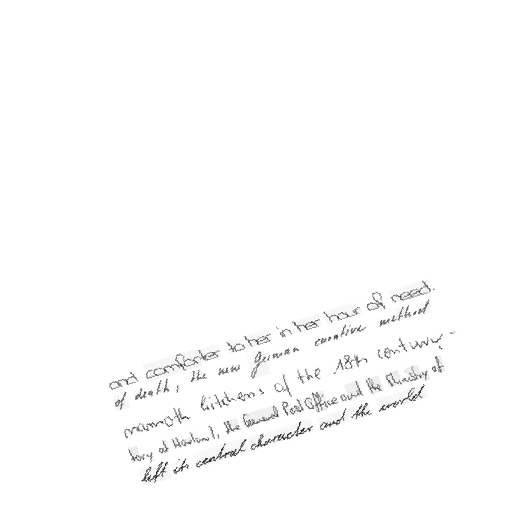 and comforter to her in her hour of need.
of death, the new german curative method
mammoth kitchens of the 18th century -
tory at Harlow 1, the General Post Office and the Ministry of
left its central character and the world